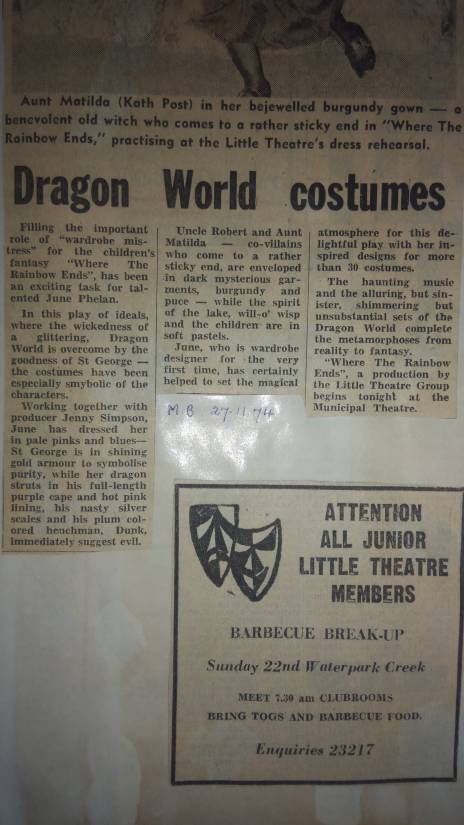 Aunt Matilda (Kath Post) in her bejewelled burgundy gown — a
benevolent old witch who comes to a rather sticky end in "Where The
Rainbow Ends," practising at the Little Theatre's dress rehearsal.
Dragon World costumes
Filling the important
role of "wardrobe mis-
tress" for the children's
fantasy "Where The
Rainbow Ends", has been
an exciting task for tal-
ented June Phelan.
In this play of ideals,
where the wickedness of
a glittering, Dragon
World is overcome by the
goodness of St George —
the costumes have been
especially smybolic of the
characters.
Working together with
producer Jenny Simpson,
June has dressed her
in pale pinks and blues—
St George is in shining
gold armour to symbolise
purity, while her dragon
struts in his full-length
purple cape and hot pink
lining, his nasty silver
scales and his plum col-
ored henchman, Dunk,
immediately suggest evil.
Uncle Robert and Aunt
Matilda — co-villains
who come to a rather
sticky end, are enveloped
in dark mysterious gar-
ments, burgundy and
puce — while the spirit
of the lake, will-o' wisp
and the children are in
soft pastels.
June, who is wardrobe
designer for the very
first time, has certainly
helped to set the magical
atmosphere for this de-
lightful play with her in-
spired designs for more
than 30 costumes.
The haunting music
and the alluring, but sin-
ister, shimmering but
unsubstantial sets of the
Dragon World complete
the metamorphoses from
reality to fantasy.
"Where The Rainbow
Ends", a production by
the Little Theatre Group
begins tonight at the
Municipal Theatre.
M B 27.11.74
ATTENTION
ALL JUNIOR
LITTLE THEATRE
MEMBERS
BARBECUE BREAK-UP
Sunday 22nd Waterpark Creek
MEET 7.30 am CLUBROOMS
BRING TOGS AND BARBECUE FOOD.
Enquiries 23217